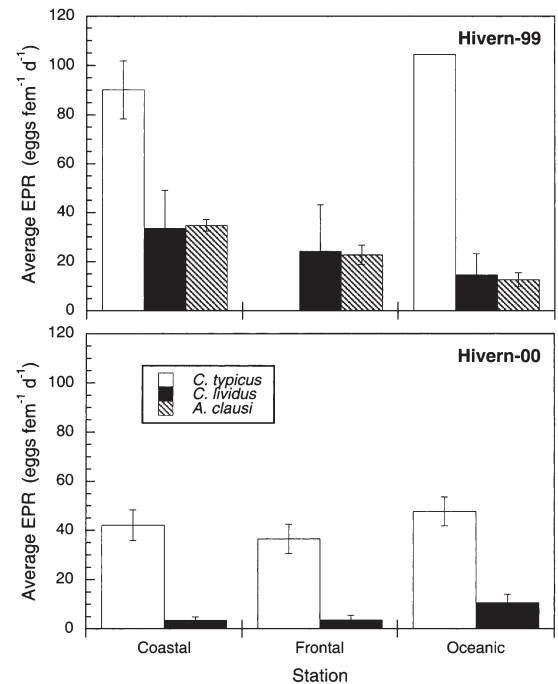 120
Hivern-99
100
80
60
40
20
0
Average EPR (eggs fem⁻¹ d⁻¹)
120
Hivern-00
100
80
60
40
20
0
Average EPR (eggs fem⁻¹ d⁻¹)
C. typicus
C. lividus
A. clausi
Coastal Frontal Oceanic
Station